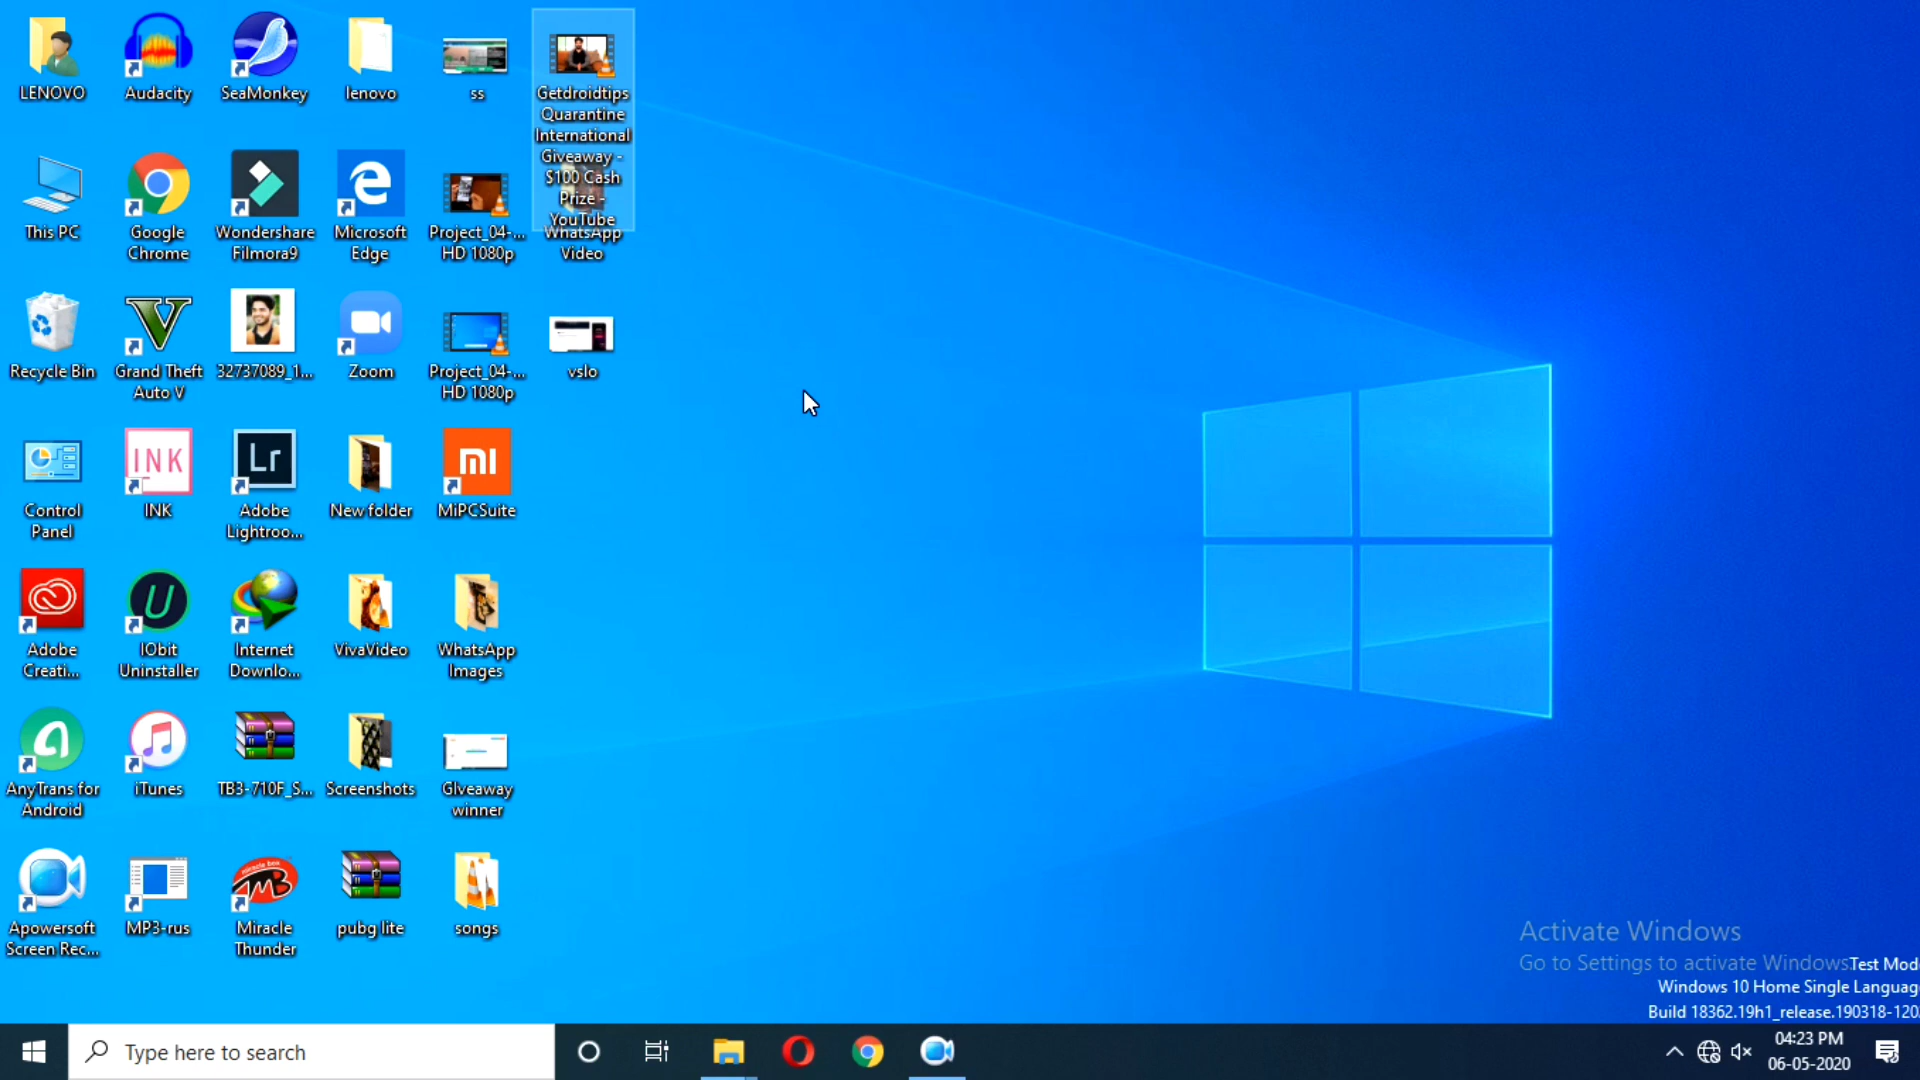 LENOVO
Audacity
SeaMonkey
lenovo
ss
Getdroidtips
Quarantine
International
Giveaway -
$100 Cash
Prize -
YouTube
This PC
Google
Chrome
Wondershare
Filmora9
Microsoft
Edge
Project_04-...
HD 1080p
WhatsApp
Video
Recycle Bin
Grand Theft
Auto V
32737089_1...
Zoom
Project_04-...
HD 1080p
vslo
Control
Panel
INK
INK
Lr
Adobe
Lightroo...
New folder
MiPCSuite
Adobe
Creati...
IObit
Uninstaller
Internet
Downlo...
VivaVideo
WhatsApp
Images
AnyTrans for
Android
iTunes
TB3-710F_S...
Screenshots
GIveaway
winner
Apowersoft
Screen Rec...
MP3-rus
Miracle
Thunder
pubg lite
songs
Activate Windows
Go to Settings to activate Windows.
Test Mod
Windows 10 Home Single Languag
Build 18362.19h1_release.190318-120
Type here to search
04:23 PM
06-05-2020